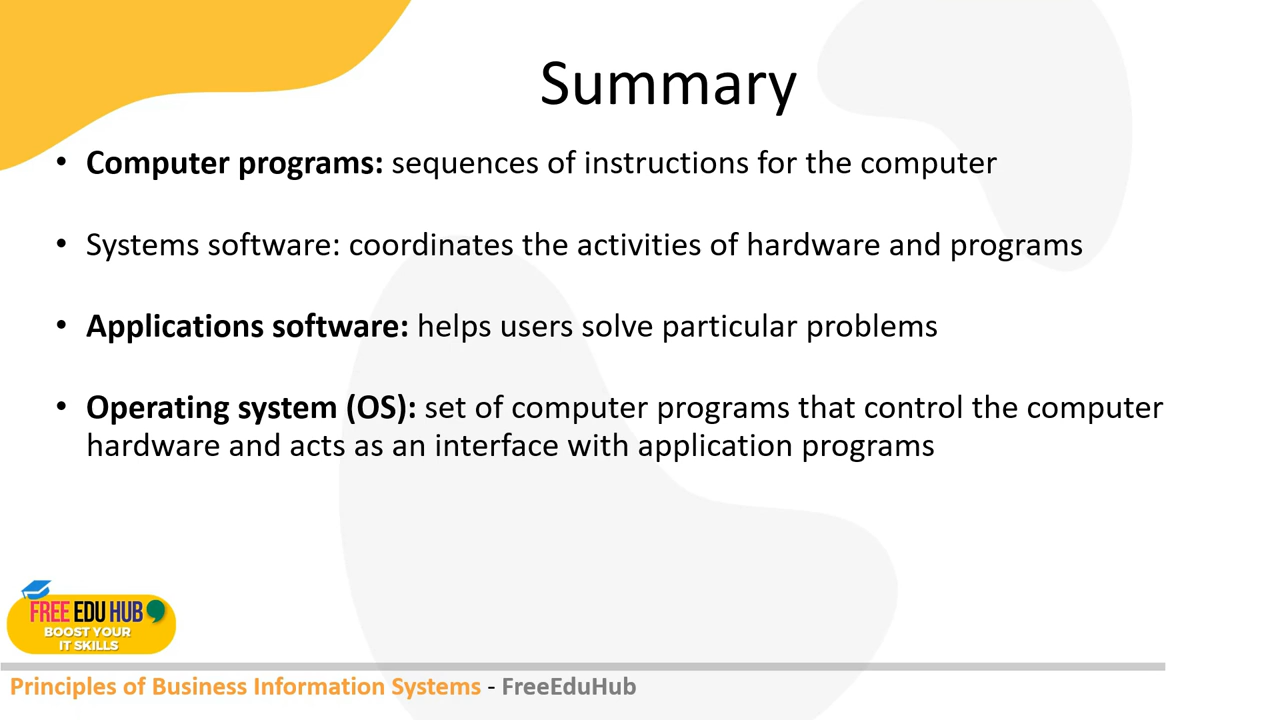 Summary
• Computer programs: sequences of instructions for the computer
• Systems software: coordinates the activities of hardware and programs
• Applications software: helps users solve particular problems
• Operating system (OS): set of computer programs that control the computer
hardware and acts as an interface with application programs
FREE EDU HUB
BOOST YOUR
IT SKILLS
Principles of Business Information Systems - FreeEduHub